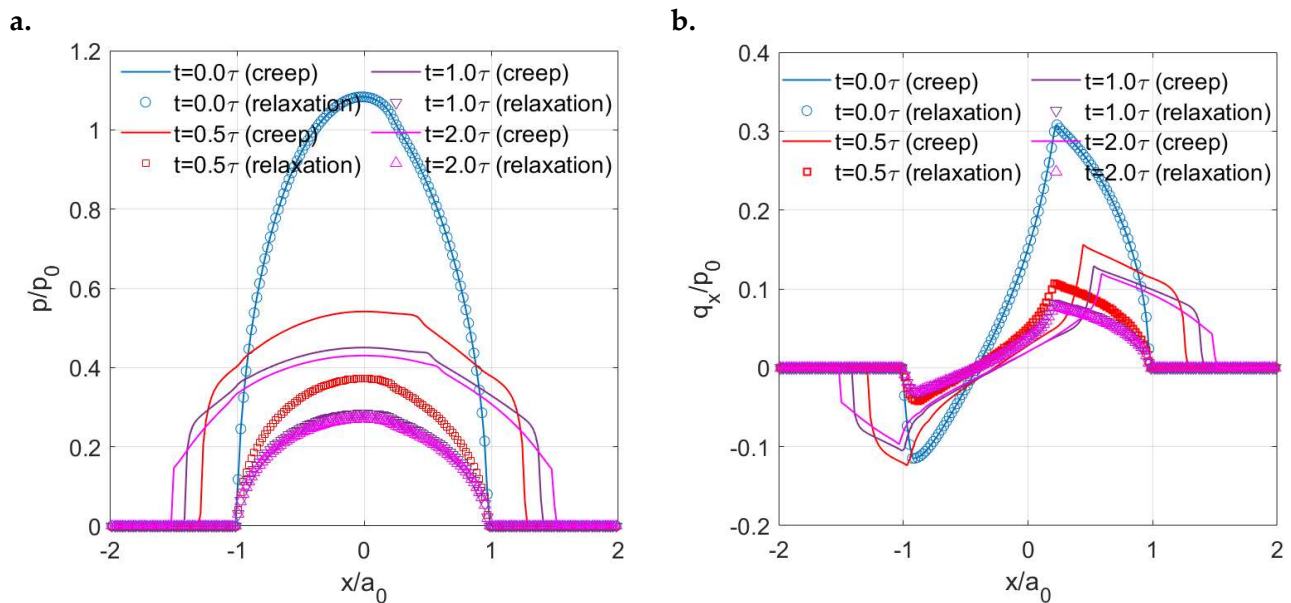 a.
1.2
1
0.8
0.6
0.4
0.2
0
p/p0
t=0.0τ (creep)
t=0.0τ (relaxation)
t=0.5τ (creep)
t=0.5τ (relaxation)
t=1.0τ (creep)
t=1.0τ (relaxation)
t=2.0τ (creep)
t=2.0τ (relaxation)
-2 -1 0 1 2
x/a0
b.
0.4
0.3
0.2
0.1
0
-0.1
-0.2
qx/p0
t=0.0τ (creep)
t=0.0τ (relaxation)
t=0.5τ (creep)
t=0.5τ (relaxation)
t=1.0τ (creep)
t=1.0τ (relaxation)
t=2.0τ (creep)
t=2.0τ (relaxation)
-2 -1 0 1 2
x/a0